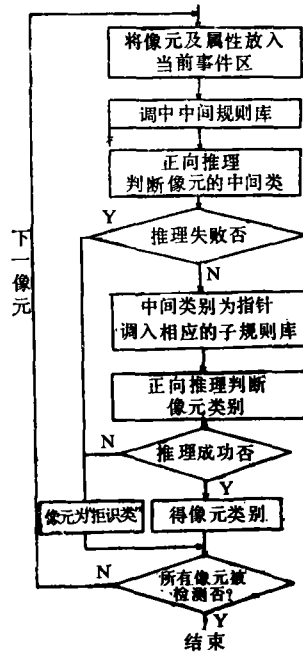 将像元及属性放入
当前事件区
调中中间规则库
正向推理
判断像元的中间类
Y
推理失败否
N
下一像元
中间类别为指针
调入相应的子规则库
正向推理判断
像元类别
N
推理成功否
Y
像元为"拒识类"
得像元类别
N
所有像元被
检测否?
Y
结束